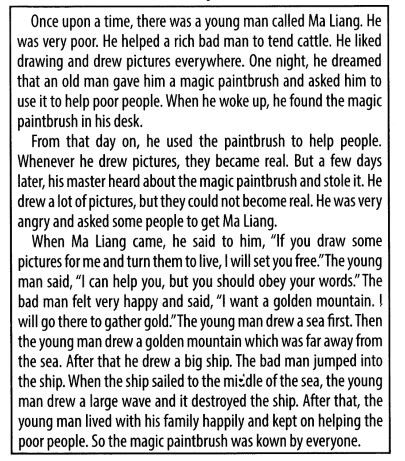 Once upon a time, there was a young man called Ma Liang. He
was very poor. He helped a rich bad man to tend cattle. He liked
drawing and drew pictures everywhere. One night, he dreamed
that an old man gave him a magic paintbrush and asked him to
use it to help poor people. When he woke up, he found the magic
paintbrush in his desk.
From that day on, he used the paintbrush to help people.
Whenever he drew pictures, they became real. But a few days
later, his master heard about the magic paintbrush and stole it. He
drew a lot of pictures, but they could not become real. He was very
angry and asked some people to get Ma Liang.
When Ma Liang came, he said to him, "If you draw some
pictures for me and turn them to live, I will set you free."The young
man said, "I can help you, but you should obey your words."The
bad man felt very happy and said, "I want a golden mountain. I
will go there to gather gold."The young man drew a sea first. Then
the young man drew a golden mountain which was far away from
the sea. After that he drew a big ship. The bad man jumped into
the ship. When the ship sailed to the middle of the sea, the young
man drew a large wave and it destroyed the ship. After that, the
young man lived with his family happily and kept on helping the
poor people. So the magic paintbrush was kown by everyone.